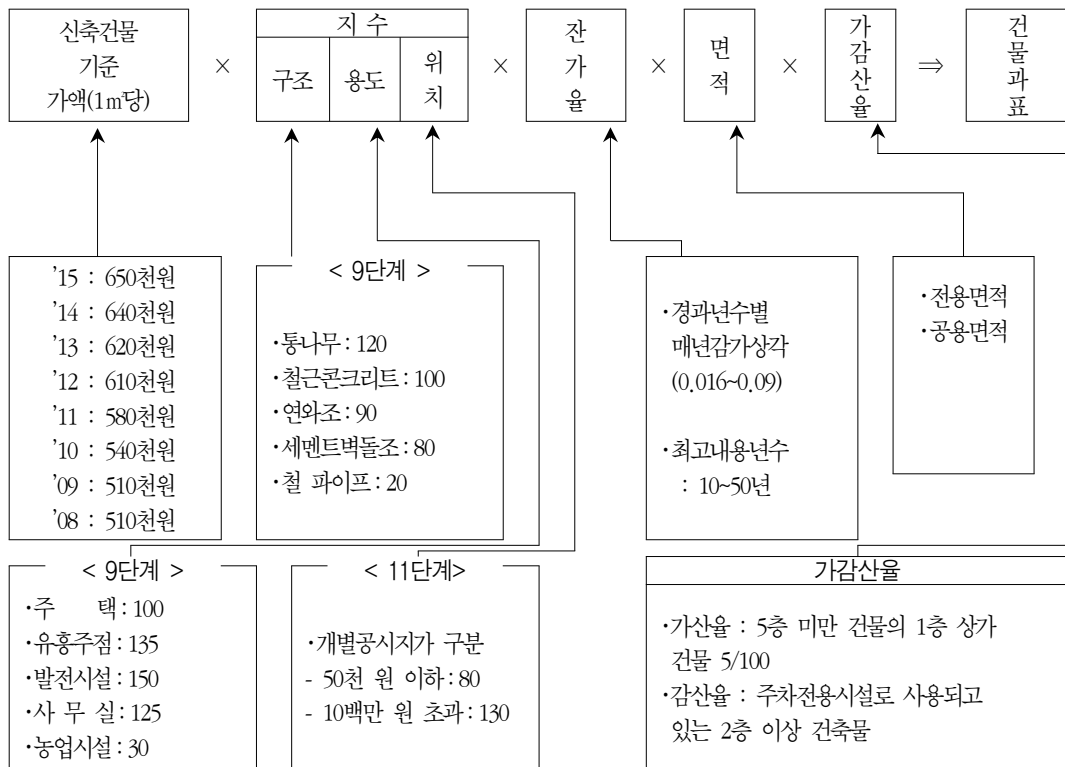 신축건물
기준
가액(1㎡당)
×
지 수
구조
용도
위
치
×
잔
가
율
×
면
적
×
가
감
산
율
⇒
건
물
과
표
'15 : 650천원
'14 : 640천원
'13 : 620천원
'12 : 610천원
'11 : 580천원
'10 : 540천원
'09 : 510천원
'08 : 510천원
< 9단계 >
·통나무 : 120
·철근콘크리트 : 100
·연와조 : 90
·세멘트벽돌조 : 80
·철 파이프 : 20
·경과년수별
매년감가상각
(0.016~0.09)
·최고내용년수
: 10~50년
·전용면적
·공용면적
< 9단계 >
·주 택 : 100
·유흥주점 : 135
·발전시설 : 150
·사 무 실 : 125
·농업시설 : 30
< 11단계>
·개별공시지가 구분
- 50천 원 이하 : 80
- 10백만 원 초과 : 130
가감산율
·가산율 : 5층 미만 건물의 1층 상가
건물 5/100
·감산율 : 주차전용시설로 사용되고
있는 2층 이상 건축물